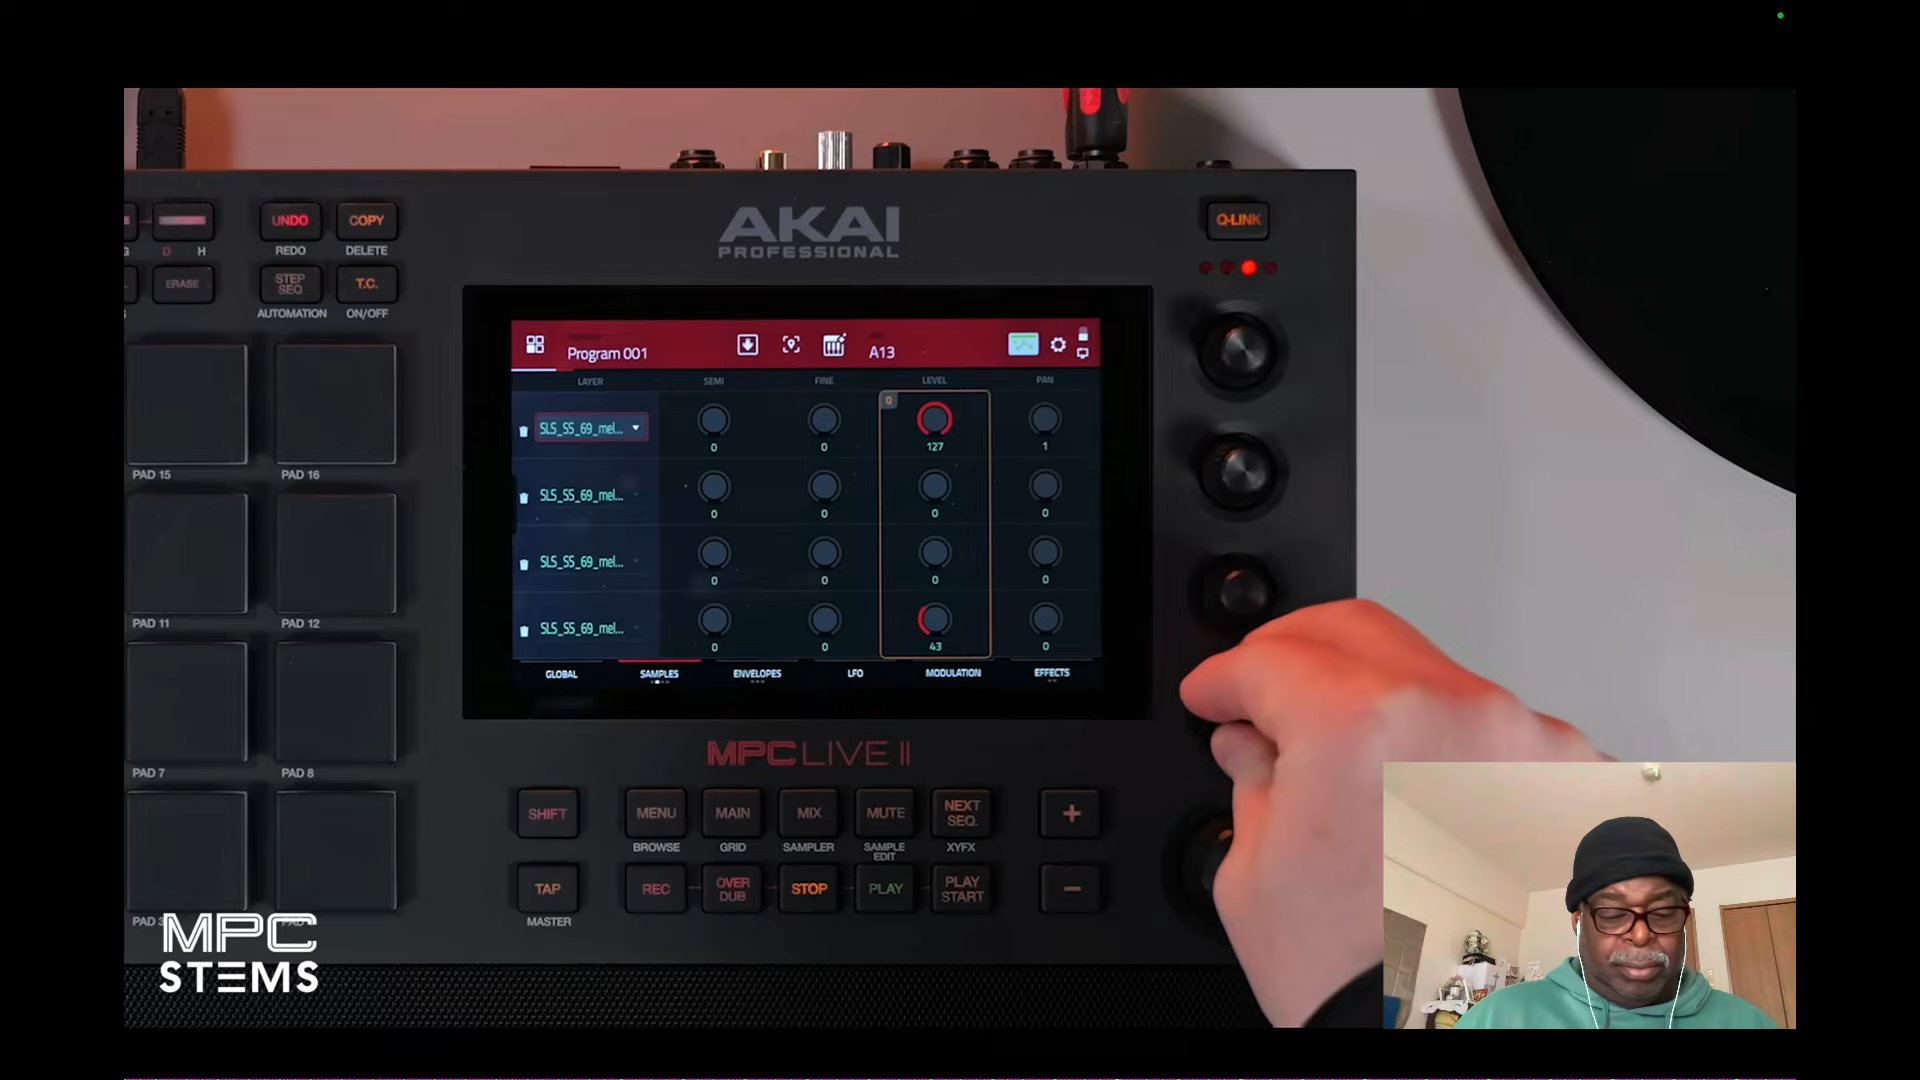 UNDO
COPY
Q-LINK
D H
REDO
DELETE
ERASE
STEP SEQ
T.C.
AUTOMATION
ON/OFF
AKAI
PROFESSIONAL
Program 001
A13
LAYER SEMI FINE LEVEL PAN
Q
SLS_SS_69_mel... 0 0 127 1
SLS_SS_69_mel... 0 0 0 0
SLS_SS_69_mel... 0 0 0 0
SLS_SS_69_mel... 0 0 43 0
GLOBAL SAMPLES ENVELOPES LFO MODULATION EFFECTS
PAD 15
PAD 16
PAD 11
PAD 12
PAD 7
PAD 8
PAD 3
MPC LIVE II
SHIFT
MENU
MAIN
MIX
MUTE
NEXT SEQ.
+
BROWSE
GRID
SAMPLER
SAMPLE EDIT
XYFX
TAP
REC
OVER DUB
STOP
PLAY
PLAY START
−
MASTER
MPC
STEMS